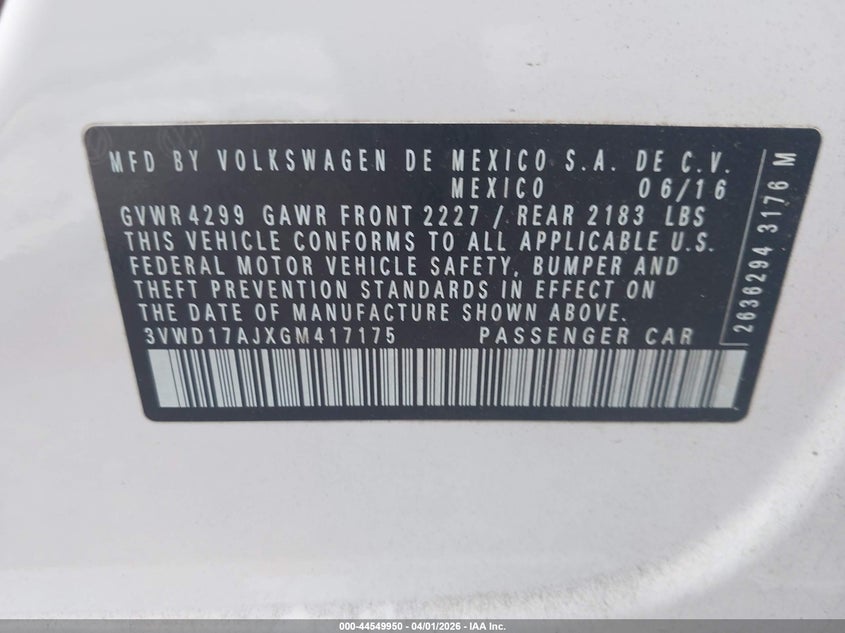 MFD BY VOLKSWAGEN DE MEXICO S.A. DE C.V.
MEXICO 06/16
GVWR 4299 GAWR FRONT 2227 / REAR 2183 LBS
THIS VEHICLE CONFORMS TO ALL APPLICABLE U.S.
FEDERAL MOTOR VEHICLE SAFETY, BUMPER AND
THEFT PREVENTION STANDARDS IN EFFECT ON
THE DATE OF MANUFACTURE SHOWN ABOVE.
3VWD17AJXGM417175 PASSENGER CAR
2636294 3176 M
000-44549950 - 04/01/2026 - IAA Inc.